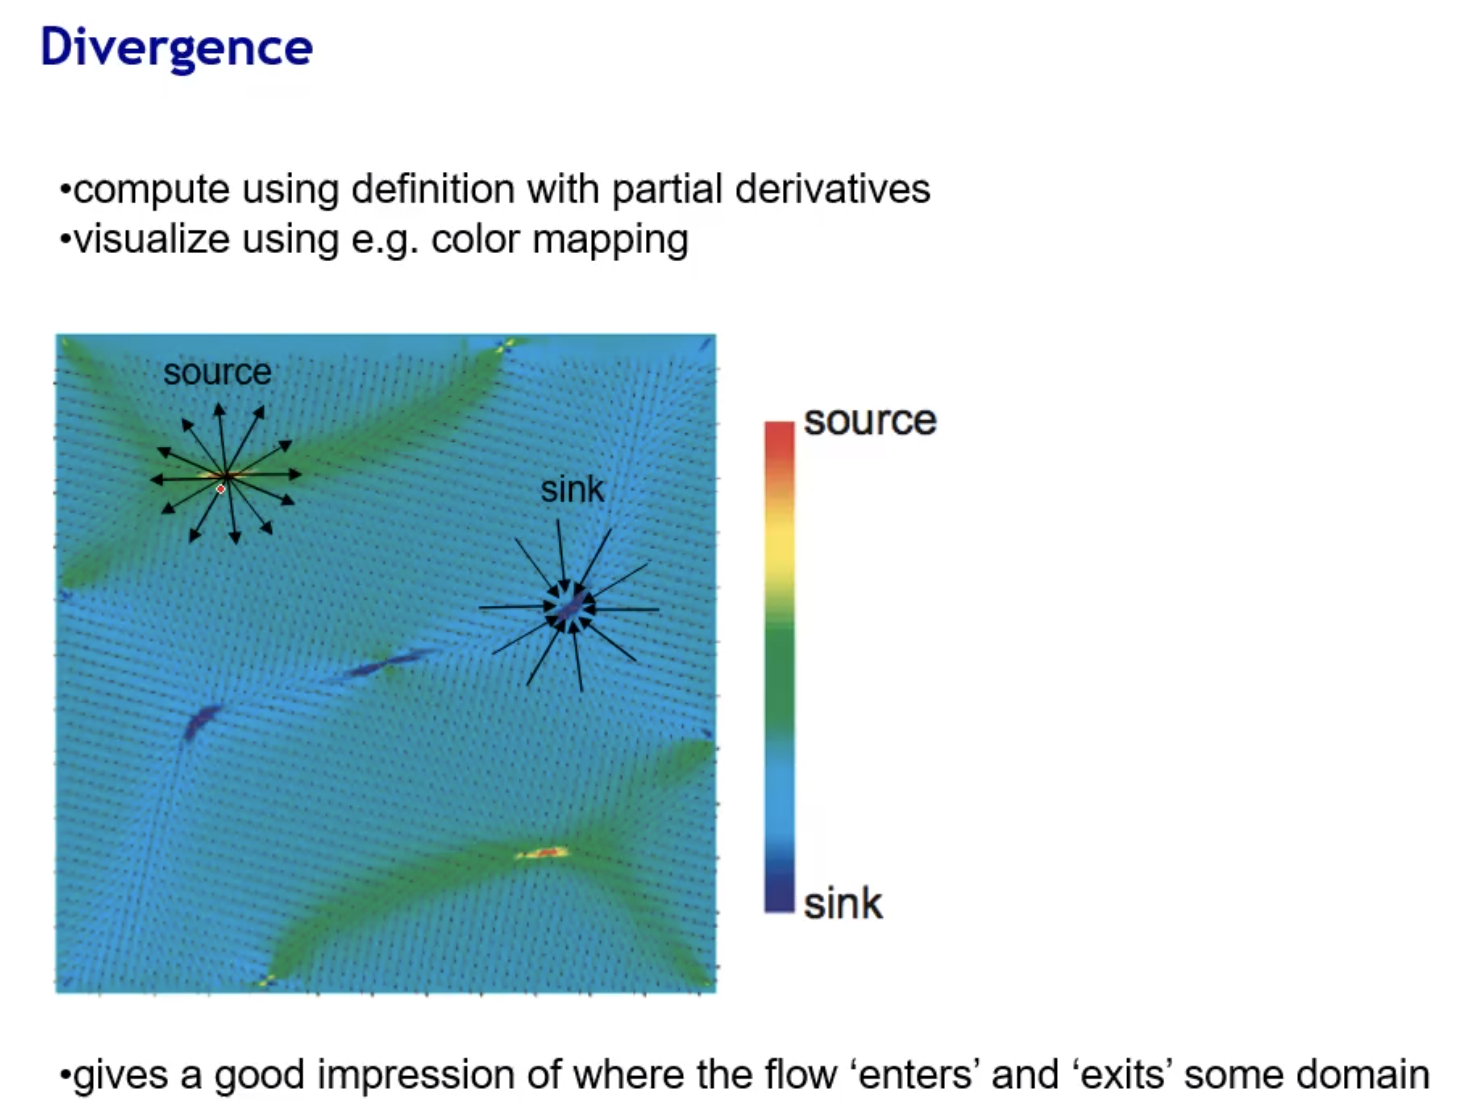 Divergence
•compute using definition with partial derivatives
•visualize using e.g. color mapping
source
sink
source
sink
•gives a good impression of where the flow ‘enters’ and ‘exits’ some domain